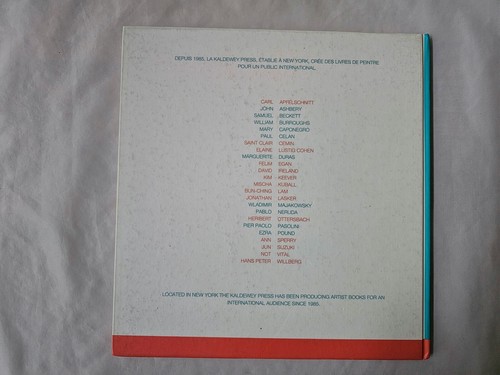 DEPUIS 1985, LA KALDEWEY PRESS, ÉTABLIE À NEW YORK, CRÉE DES LIVRES DE PEINTRE
POUR UN PUBLIC INTERNATIONAL.
CARL APFELSCHNITT
JOHN ASHBERY
SAMUEL BECKETT
WILLIAM BURROUGHS
MARY CAPONEGRO
PAUL CELAN
SAINT CLAIR CEMIN
ELAINE LUSTIG COHEN
MARGUERITE DURAS
FELIM EGAN
DAVID IRELAND
KIM KEEVER
MISCHA KUBALL
BUN-CHING LAM
JONATHAN LASKER
WLADIMIR MAJAKOWSKY
PABLO NERUDA
HERIBERT OTTERSBACH
PIER PAOLO PASOLINI
EZRA POUND
ANN SPERRY
JUN SUZUKI
NOT VITAL
HANS PETER WILLBERG
LOCATED IN NEW YORK THE KALDEWEY PRESS HAS BEEN PRODUCING ARTIST BOOKS FOR AN
INTERNATIONAL AUDIENCE SINCE 1985.